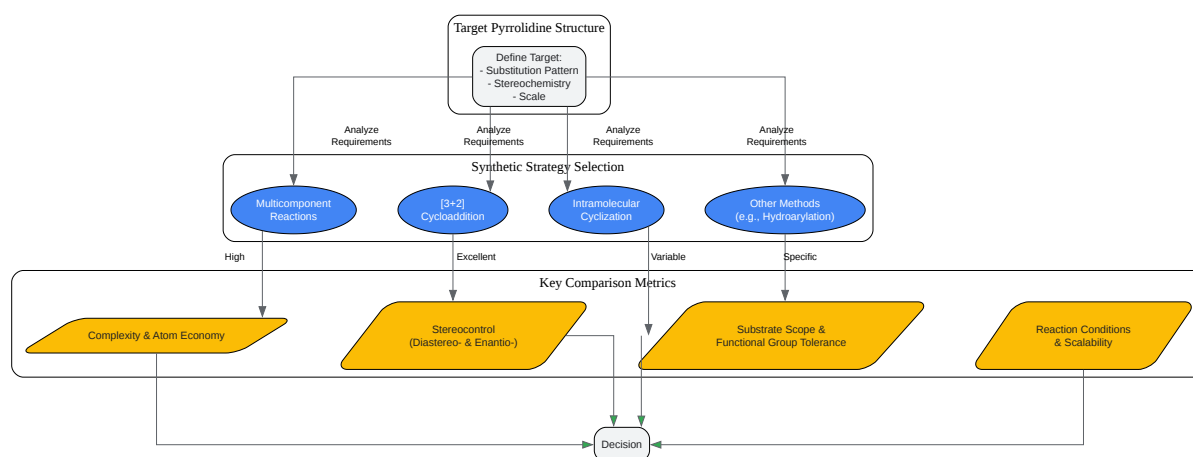 Target Pyrrolidine Structure
Define Target:
- Substitution Pattern
- Stereochemistry
- Scale
Analyze
Requirements
Analyze
Requirements
Analyze
Requirements
Analyze
Requirements
Synthetic Strategy Selection
Multicomponent
Reactions
[3+2]
Cycloaddition
Intramolecular
Cyclization
Other Methods
(e.g., Hydroarylation)
High
Excellent
Variable
Specific
Key Comparison Metrics
Complexity & Atom Economy
Stereocontrol
(Diastereo- & Enantio-)
Substrate Scope &
Functional Group Tolerance
Reaction Conditions
& Scalability
Decision